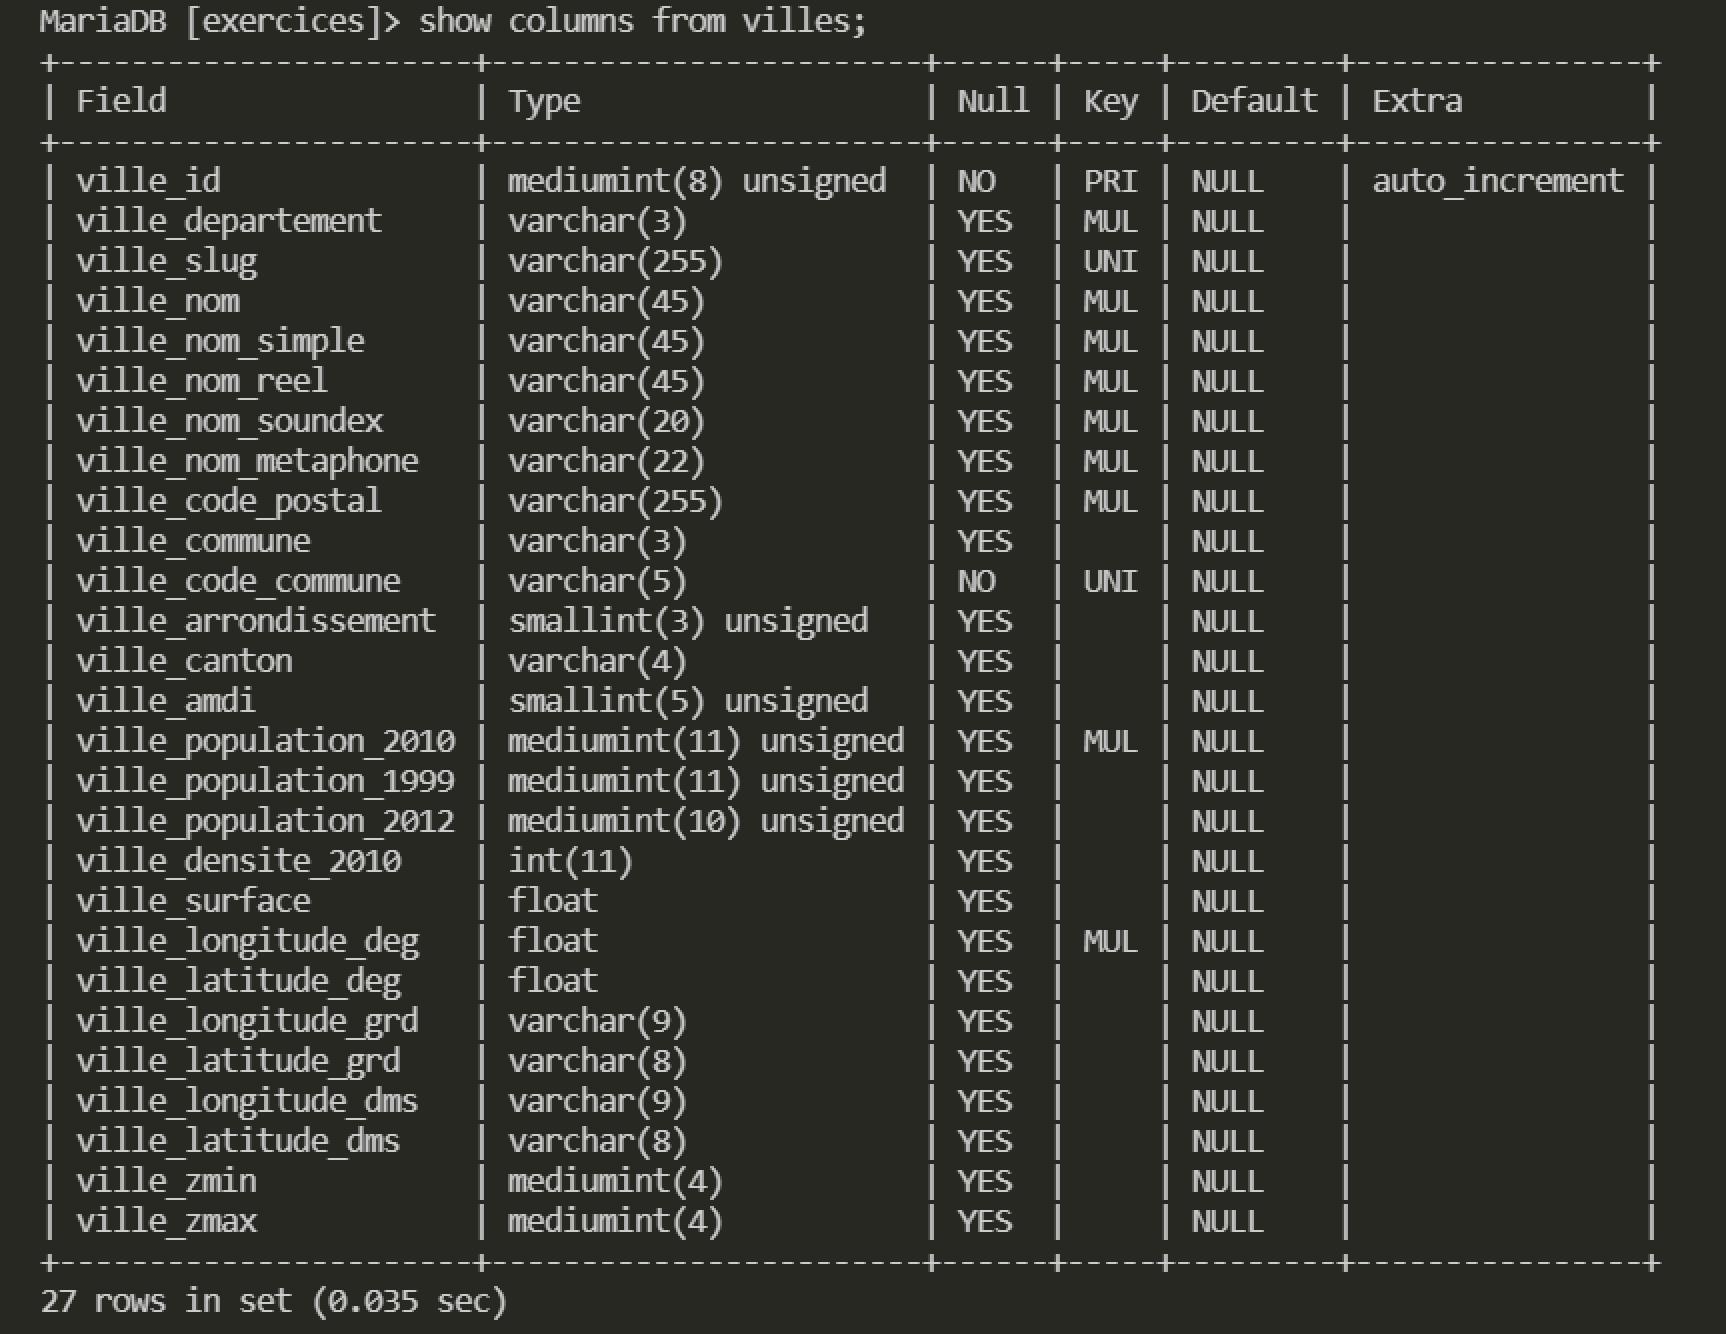 MariaDB [exercices]> show columns from villes;
+-----------------------+------------------------+------+-----+---------+----------------+
| Field                 | Type                   | Null | Key | Default | Extra          |
+-----------------------+------------------------+------+-----+---------+----------------+
| ville_id              | mediumint(8) unsigned  | NO   | PRI | NULL    | auto_increment |
| ville_departement     | varchar(3)             | YES  | MUL | NULL    |                |
| ville_slug            | varchar(255)           | YES  | UNI | NULL    |                |
| ville_nom             | varchar(45)            | YES  | MUL | NULL    |                |
| ville_nom_simple      | varchar(45)            | YES  | MUL | NULL    |                |
| ville_nom_reel        | varchar(45)            | YES  | MUL | NULL    |                |
| ville_nom_soundex     | varchar(20)            | YES  | MUL | NULL    |                |
| ville_nom_metaphone   | varchar(22)            | YES  | MUL | NULL    |                |
| ville_code_postal     | varchar(255)           | YES  | MUL | NULL    |                |
| ville_commune         | varchar(3)             | YES  |     | NULL    |                |
| ville_code_commune    | varchar(5)             | NO   | UNI | NULL    |                |
| ville_arrondissement  | smallint(3) unsigned   | YES  |     | NULL    |                |
| ville_canton          | varchar(4)             | YES  |     | NULL    |                |
| ville_amdi            | smallint(5) unsigned   | YES  |     | NULL    |                |
| ville_population_2010 | mediumint(11) unsigned | YES  | MUL | NULL    |                |
| ville_population_1999 | mediumint(11) unsigned | YES  |     | NULL    |                |
| ville_population_2012 | mediumint(10) unsigned | YES  |     | NULL    |                |
| ville_densite_2010    | int(11)                | YES  |     | NULL    |                |
| ville_surface         | float                  | YES  |     | NULL    |                |
| ville_longitude_deg   | float                  | YES  | MUL | NULL    |                |
| ville_latitude_deg    | float                  | YES  |     | NULL    |                |
| ville_longitude_grd   | varchar(9)             | YES  |     | NULL    |                |
| ville_latitude_grd    | varchar(8)             | YES  |     | NULL    |                |
| ville_longitude_dms   | varchar(9)             | YES  |     | NULL    |                |
| ville_latitude_dms    | varchar(8)             | YES  |     | NULL    |                |
| ville_zmin            | mediumint(4)           | YES  |     | NULL    |                |
| ville_zmax            | mediumint(4)           | YES  |     | NULL    |                |
+-----------------------+------------------------+------+-----+---------+----------------+
27 rows in set (0.035 sec)